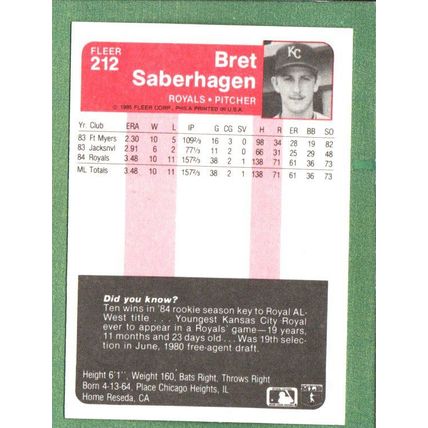 FLEER
212
Bret
Saberhagen
ROYALS • PITCHER
© 1985 FLEER CORP., PHILA PRINTED IN U.S.A.
KC
Yr. Club ERA W L IP G CG SV H R ER BB SO
83 Ft Myers 2.30 10 5 109⅔ 16 3 0 98 34 28 19 82
83 Jacksnvl 2.91 6 2 77⅓ 11 2 1 66 31 25 29 48
84 Royals 3.48 10 11 157⅔ 38 2 1 138 71 61 36 73
ML Totals 3.48 10 11 157⅔ 38 2 1 138 71 61 36 73
Did you know?
Ten wins in '84 rookie season key to Royal AL-
West title . . . Youngest Kansas City Royal
ever to appear in a Royals' game—19 years,
11 months and 23 days old . . . Was 19th selec-
tion in June, 1980 free-agent draft.
Height 6'1", Weight 160, Bats Right, Throws Right
Born 4-13-64, Place Chicago Heights, IL
Home Reseda, CA